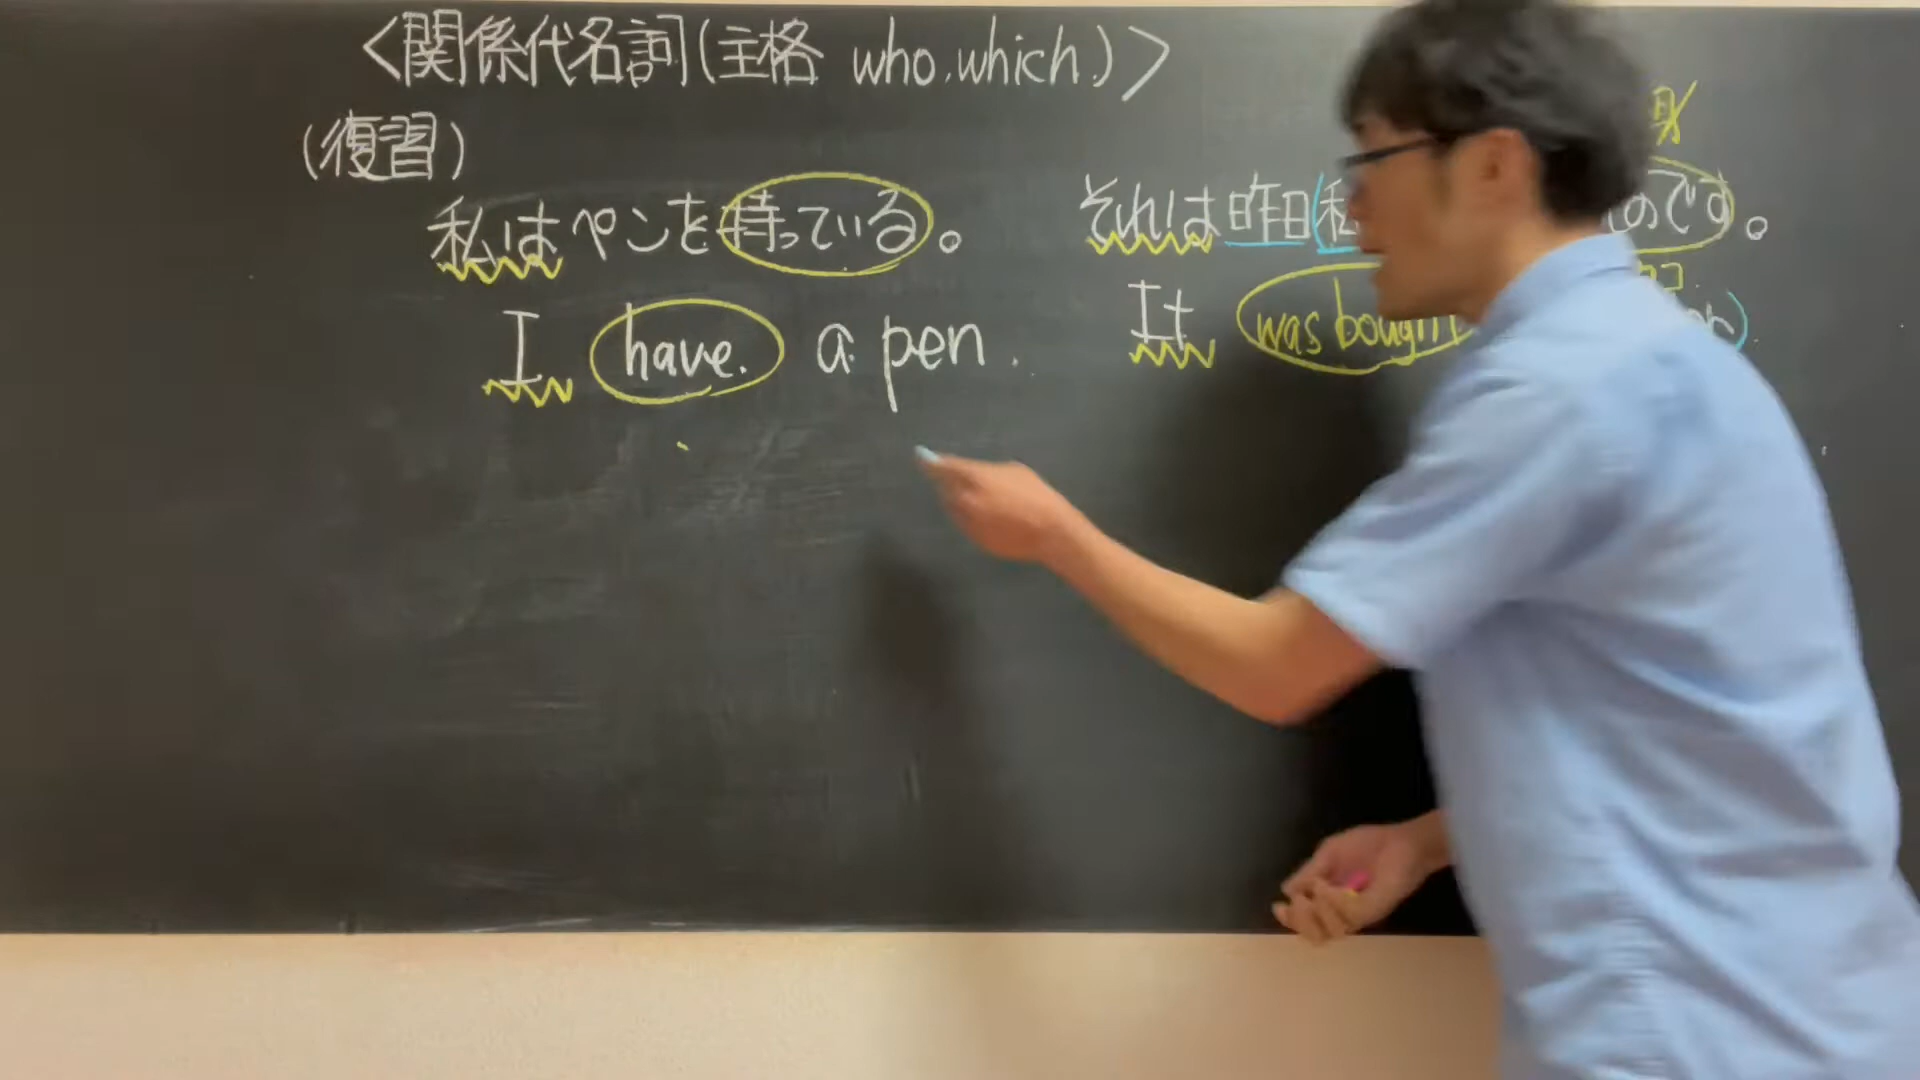 <関係代名詞(主格 who,which)>
(復習)
私はペンを持っている。
I have a pen.
それは昨日(私 のです。
It was bought